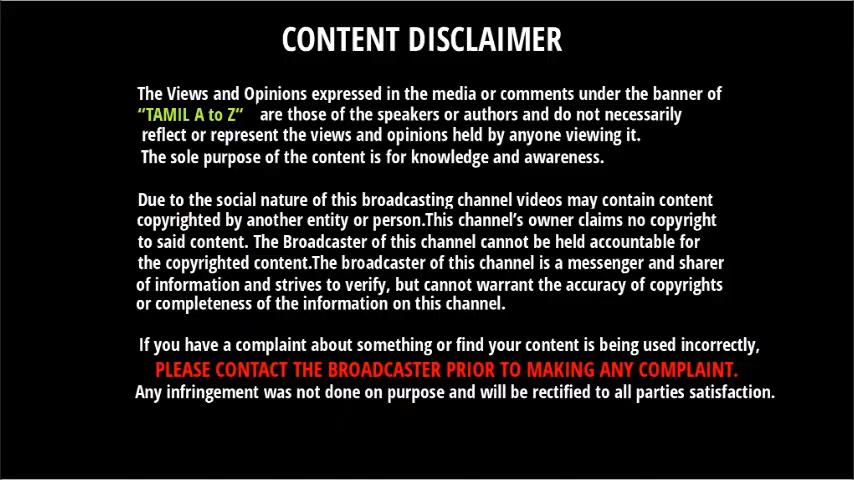 CONTENT DISCLAIMER
The Views and Opinions expressed in the media or comments under the banner of
“TAMIL A to Z” are those of the speakers or authors and do not necessarily
reflect or represent the views and opinions held by anyone viewing it.
The sole purpose of the content is for knowledge and awareness.
Due to the social nature of this broadcasting channel videos may contain content
copyrighted by another entity or person.This channel’s owner claims no copyright
to said content. The Broadcaster of this channel cannot be held accountable for
the copyrighted content.The broadcaster of this channel is a messenger and sharer
of information and strives to verify, but cannot warrant the accuracy of copyrights
or completeness of the information on this channel.
If you have a complaint about something or find your content is being used incorrectly,
PLEASE CONTACT THE BROADCASTER PRIOR TO MAKING ANY COMPLAINT.
Any infringement was not done on purpose and will be rectified to all parties satisfaction.